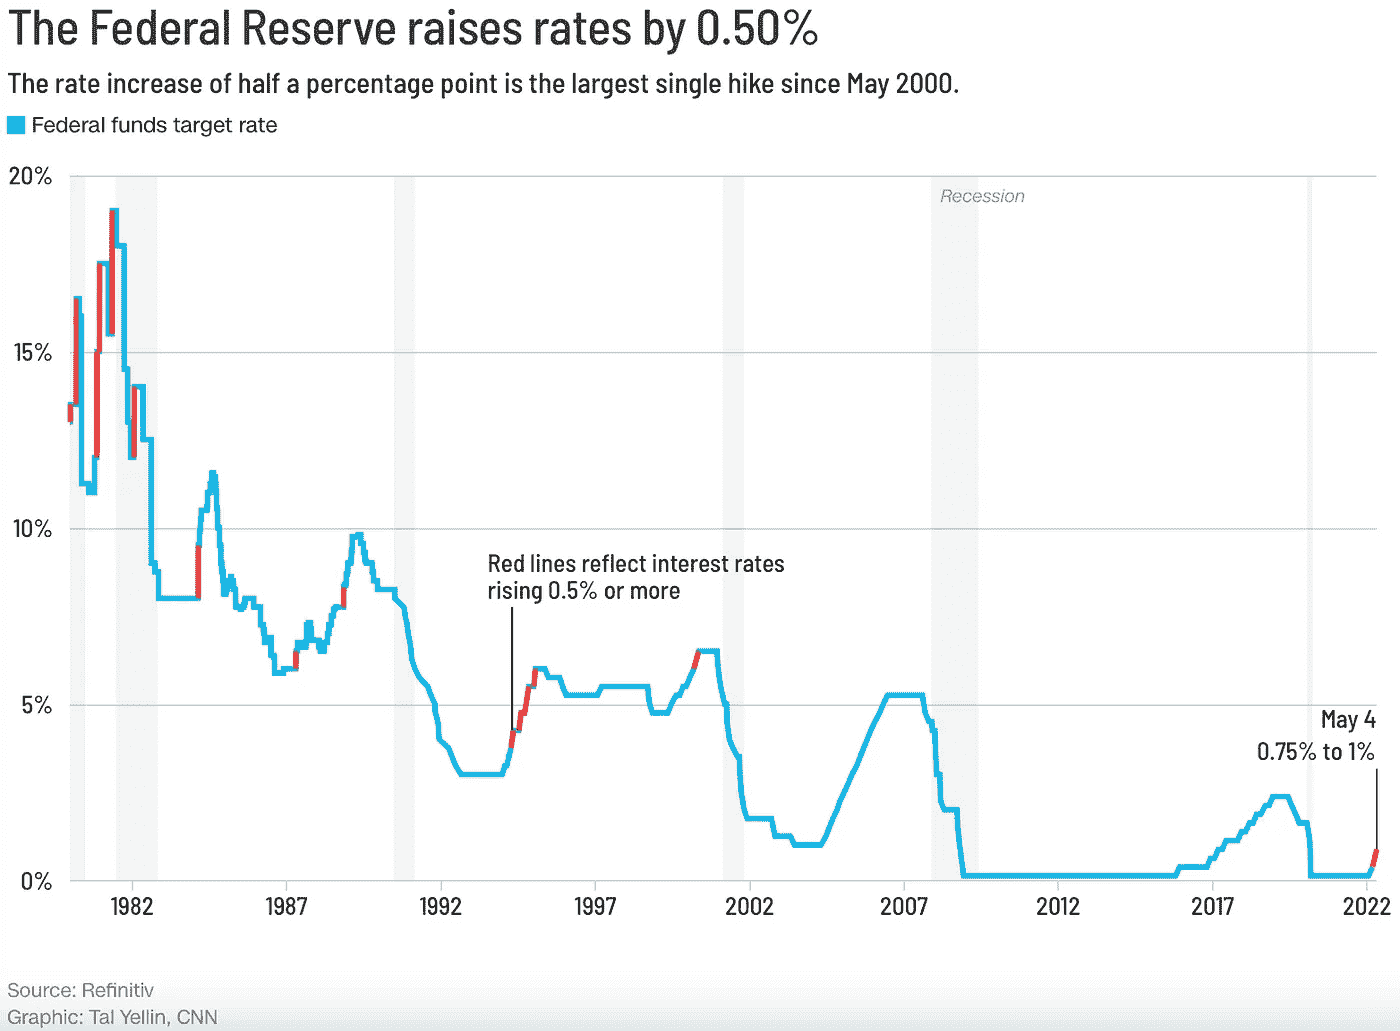 The Federal Reserve raises rates by 0.50%
The rate increase of half a percentage point is the largest single hike since May 2000.
Federal funds target rate
20%
Recession
15%
10%
Red lines reflect interest rates
rising 0.5% or more
5%
May 4
0.75% to 1%
0%
1982 1987 1992 1997 2002 2007 2012 2017 2022
Source: Refinitiv
Graphic: Tal Yellin, CNN